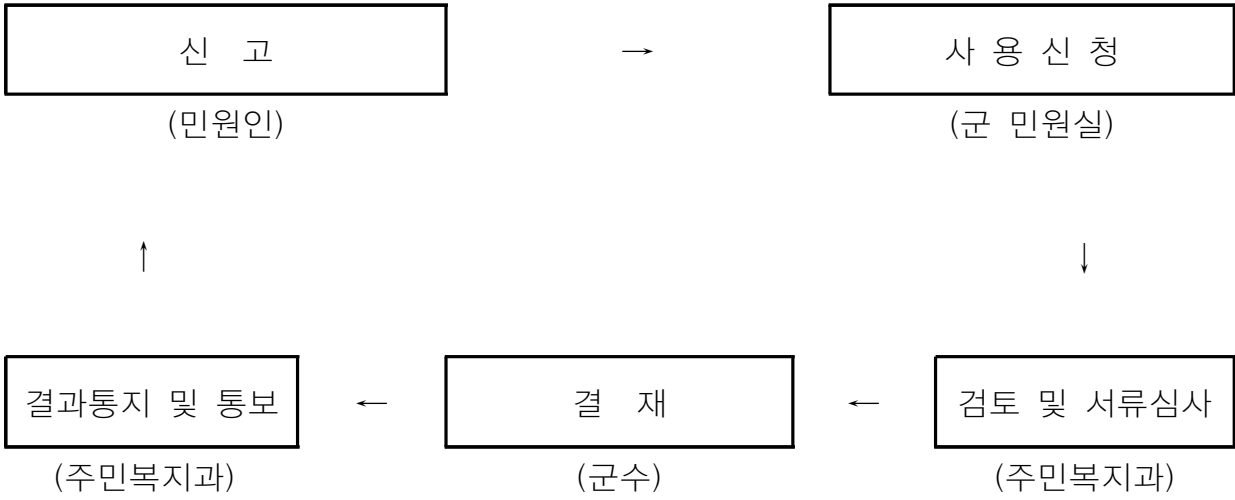 신 고 → 사 용 신 청
(민원인) (군 민원실)
↑ ↓
결과통지 및 통보 ← 결 재 ← 검토 및 서류심사
(주민복지과) (군수) (주민복지과)